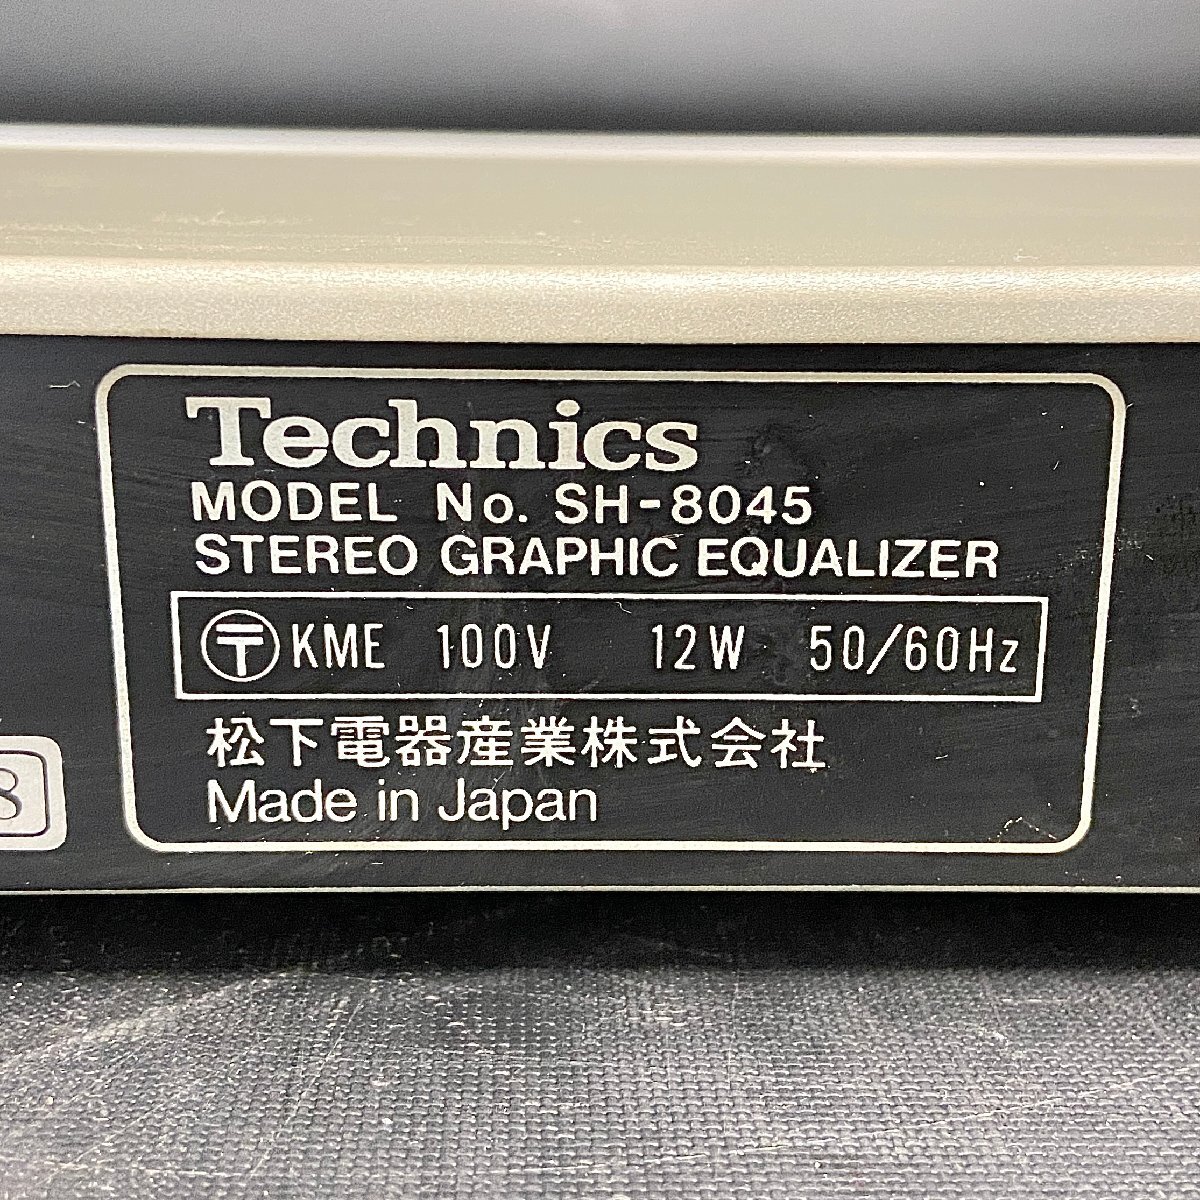 Technics
MODEL No. SH-8045
STEREO GRAPHIC EQUALIZER
〒KME 100V 12W 50/60Hz
松下電器産業株式会社
Made in Japan
8